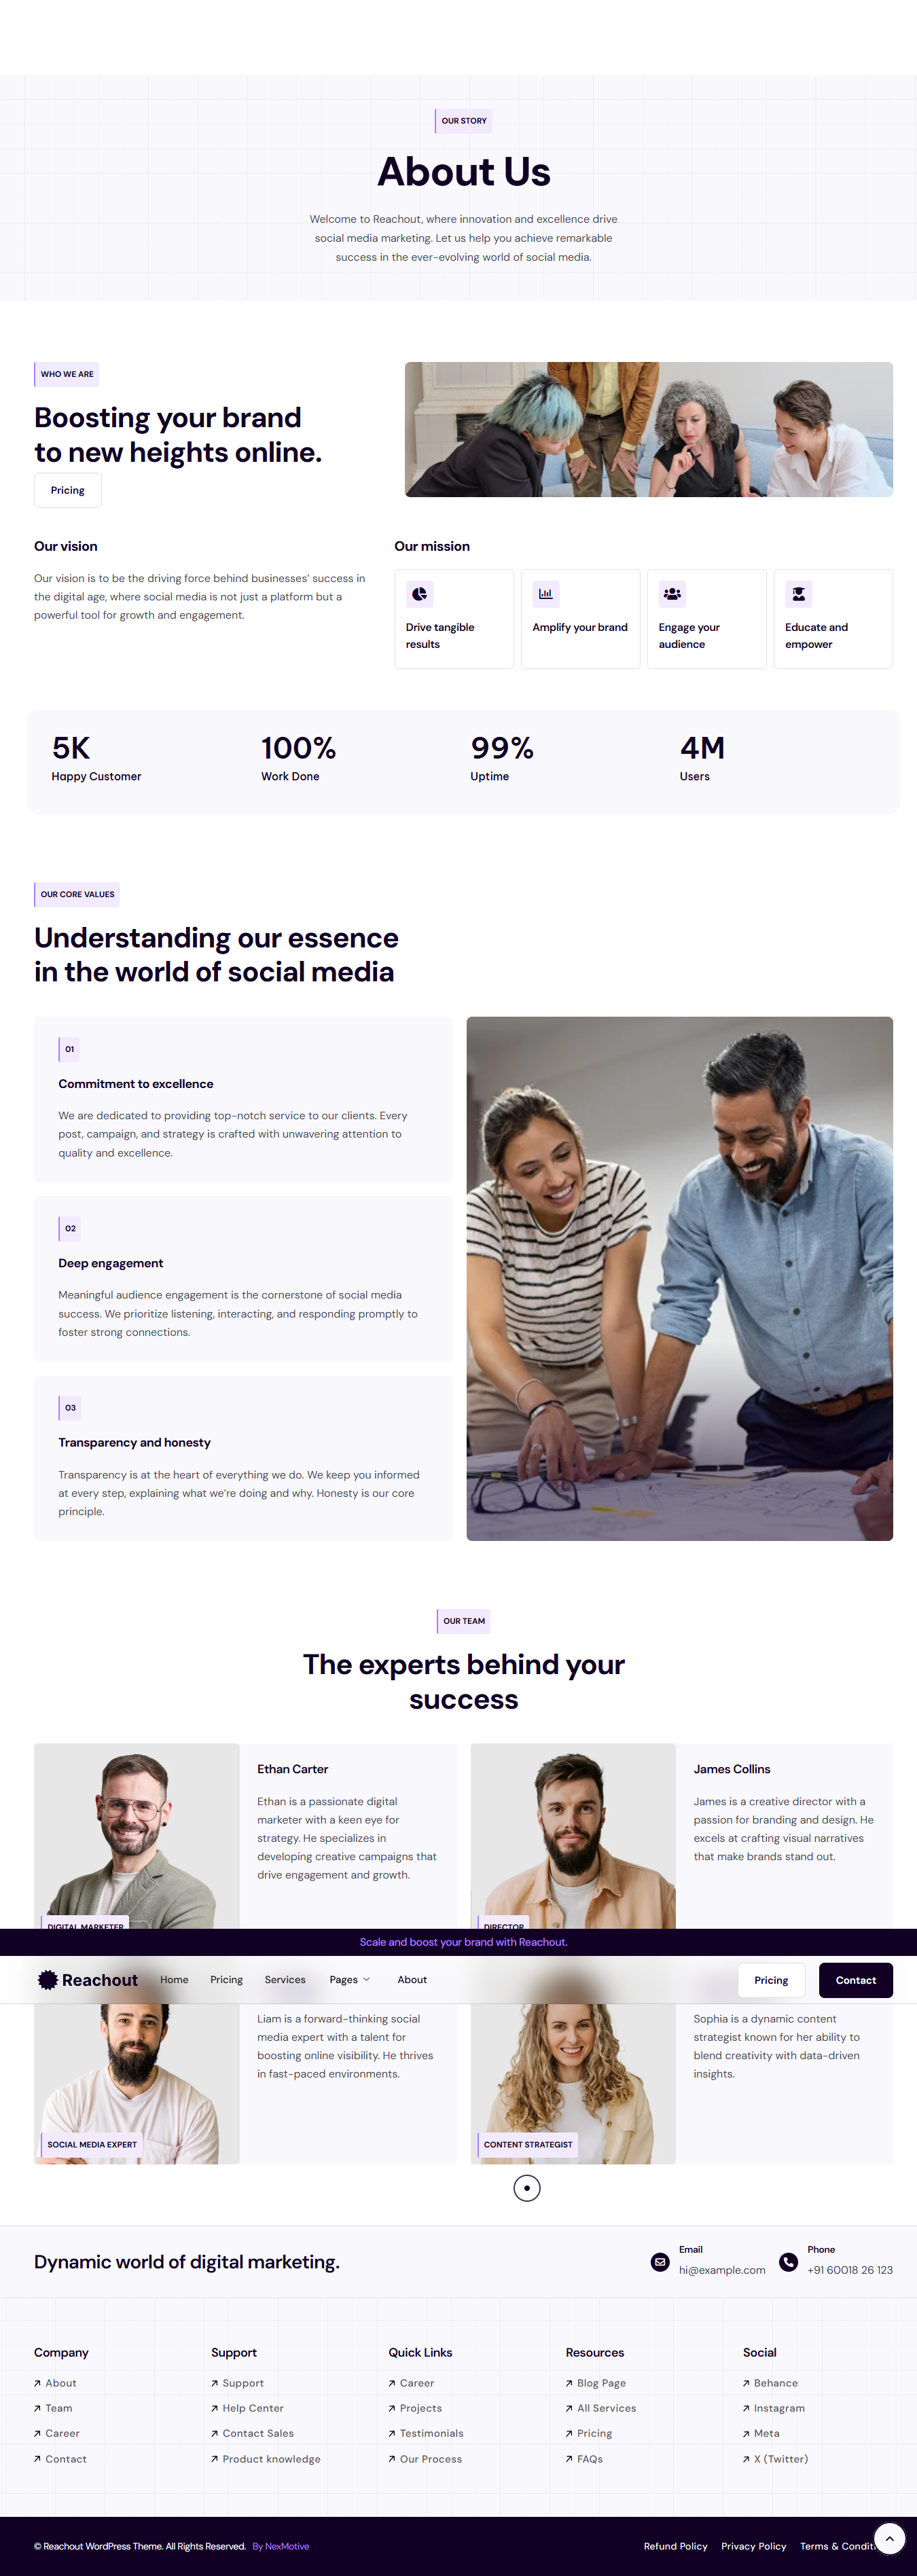 OUR STORY
About Us
Welcome to Reachout, where innovation and excellence drive
social media marketing. Let us help you achieve remarkable
success in the ever-evolving world of social media.
WHO WE ARE
Boosting your brand
to new heights online.
Pricing
Our vision
Our vision is to be the driving force behind businesses’ success in
the digital age, where social media is not just a platform but a
powerful tool for growth and engagement.
Our mission
Drive tangible
results
Amplify your brand
Engage your
audience
Educate and
empower
5K
Happy Customer
100%
Work Done
99%
Uptime
4M
Users
OUR CORE VALUES
Understanding our essence
in the world of social media
01
Commitment to excellence
We are dedicated to providing top-notch service to our clients. Every
post, campaign, and strategy is crafted with unwavering attention to
quality and excellence.
02
Deep engagement
Meaningful audience engagement is the cornerstone of social media
success. We prioritize listening, interacting, and responding promptly to
foster strong connections.
03
Transparency and honesty
Transparency is at the heart of everything we do. We keep you informed
at every step, explaining what we’re doing and why. Honesty is our core
principle.
OUR TEAM
The experts behind your
success
Ethan Carter
Ethan is a passionate digital
marketer with a keen eye for
strategy. He specializes in
developing creative campaigns that
drive engagement and growth.
DIGITAL MARKETER
James Collins
James is a creative director with a
passion for branding and design. He
excels at crafting visual narratives
that make brands stand out.
DIRECTOR
Scale and boost your brand with Reachout.
Reachout
Home
Pricing
Services
Pages
About
Pricing
Contact
Liam is a forward-thinking social
media expert with a talent for
boosting online visibility. He thrives
in fast-paced environments.
SOCIAL MEDIA EXPERT
Sophia is a dynamic content
strategist known for her ability to
blend creativity with data-driven
insights.
CONTENT STRATEGIST
Dynamic world of digital marketing.
Email
hi@example.com
Phone
+91 60018 26 123
Company
About
Team
Career
Contact
Support
Support
Help Center
Contact Sales
Product knowledge
Quick Links
Career
Projects
Testimonials
Our Process
Resources
Blog Page
All Services
Pricing
FAQs
Social
Behance
Instagram
Meta
X (Twitter)
© Reachout WordPress Theme. All Rights Reserved. By NexMotive
Refund Policy
Privacy Policy
Terms &